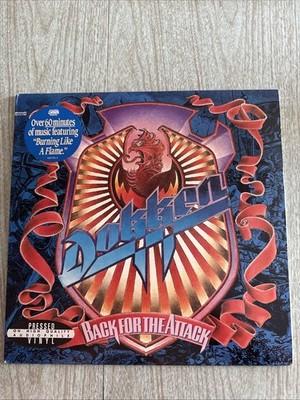 Over 60 minutes
of music featuring
"Burning Like
A Flame."
DOKKEN
BACK FOR THE ATTACK
PRESSED
ON HIGH QUALITY
AUDIOPHILE
VINYL